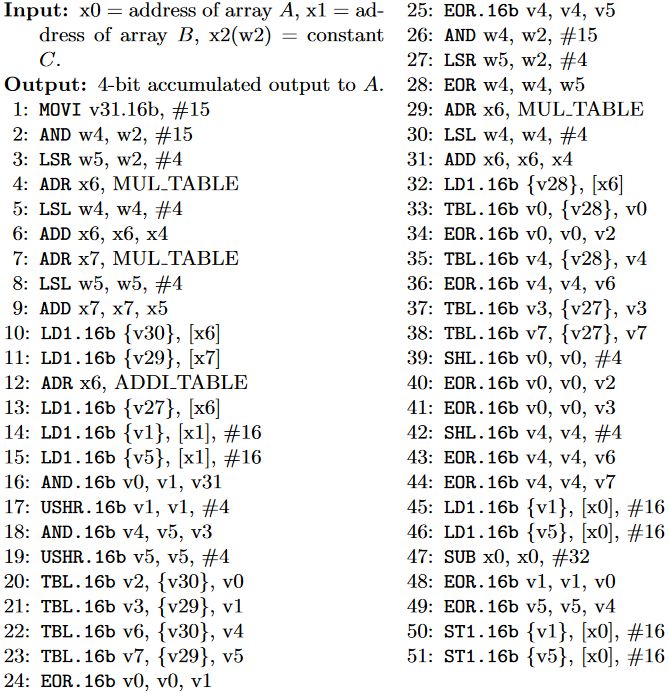 Input: x0 = address of array A, x1 = ad-
dress of array B, x2(w2) = constant
C.
Output: 4-bit accumulated output to A.
1: MOVI v31.16b, #15
2: AND w4, w2, #15
3: LSR w5, w2, #4
4: ADR x6, MUL_TABLE
5: LSL w4, w4, #4
6: ADD x6, x6, x4
7: ADR x7, MUL_TABLE
8: LSL w5, w5, #4
9: ADD x7, x7, x5
10: LD1.16b {v30}, [x6]
11: LD1.16b {v29}, [x7]
12: ADR x6, ADDI_TABLE
13: LD1.16b {v27}, [x6]
14: LD1.16b {v1}, [x1], #16
15: LD1.16b {v5}, [x1], #16
16: AND.16b v0, v1, v31
17: USHR.16b v1, v1, #4
18: AND.16b v4, v5, v3
19: USHR.16b v5, v5, #4
20: TBL.16b v2, {v30}, v0
21: TBL.16b v3, {v29}, v1
22: TBL.16b v6, {v30}, v4
23: TBL.16b v7, {v29}, v5
24: EOR.16b v0, v0, v1
25: EOR.16b v4, v4, v5
26: AND w4, w2, #15
27: LSR w5, w2, #4
28: EOR w4, w4, w5
29: ADR x6, MUL_TABLE
30: LSL w4, w4, #4
31: ADD x6, x6, x4
32: LD1.16b {v28}, [x6]
33: TBL.16b v0, {v28}, v0
34: EOR.16b v0, v0, v2
35: TBL.16b v4, {v28}, v4
36: EOR.16b v4, v4, v6
37: TBL.16b v3, {v27}, v3
38: TBL.16b v7, {v27}, v7
39: SHL.16b v0, v0, #4
40: EOR.16b v0, v0, v2
41: EOR.16b v0, v0, v3
42: SHL.16b v4, v4, #4
43: EOR.16b v4, v4, v6
44: EOR.16b v4, v4, v7
45: LD1.16b {v1}, [x0], #16
46: LD1.16b {v5}, [x0], #16
47: SUB x0, x0, #32
48: EOR.16b v1, v1, v0
49: EOR.16b v5, v5, v4
50: ST1.16b {v1}, [x0], #16
51: ST1.16b {v5}, [x0], #16